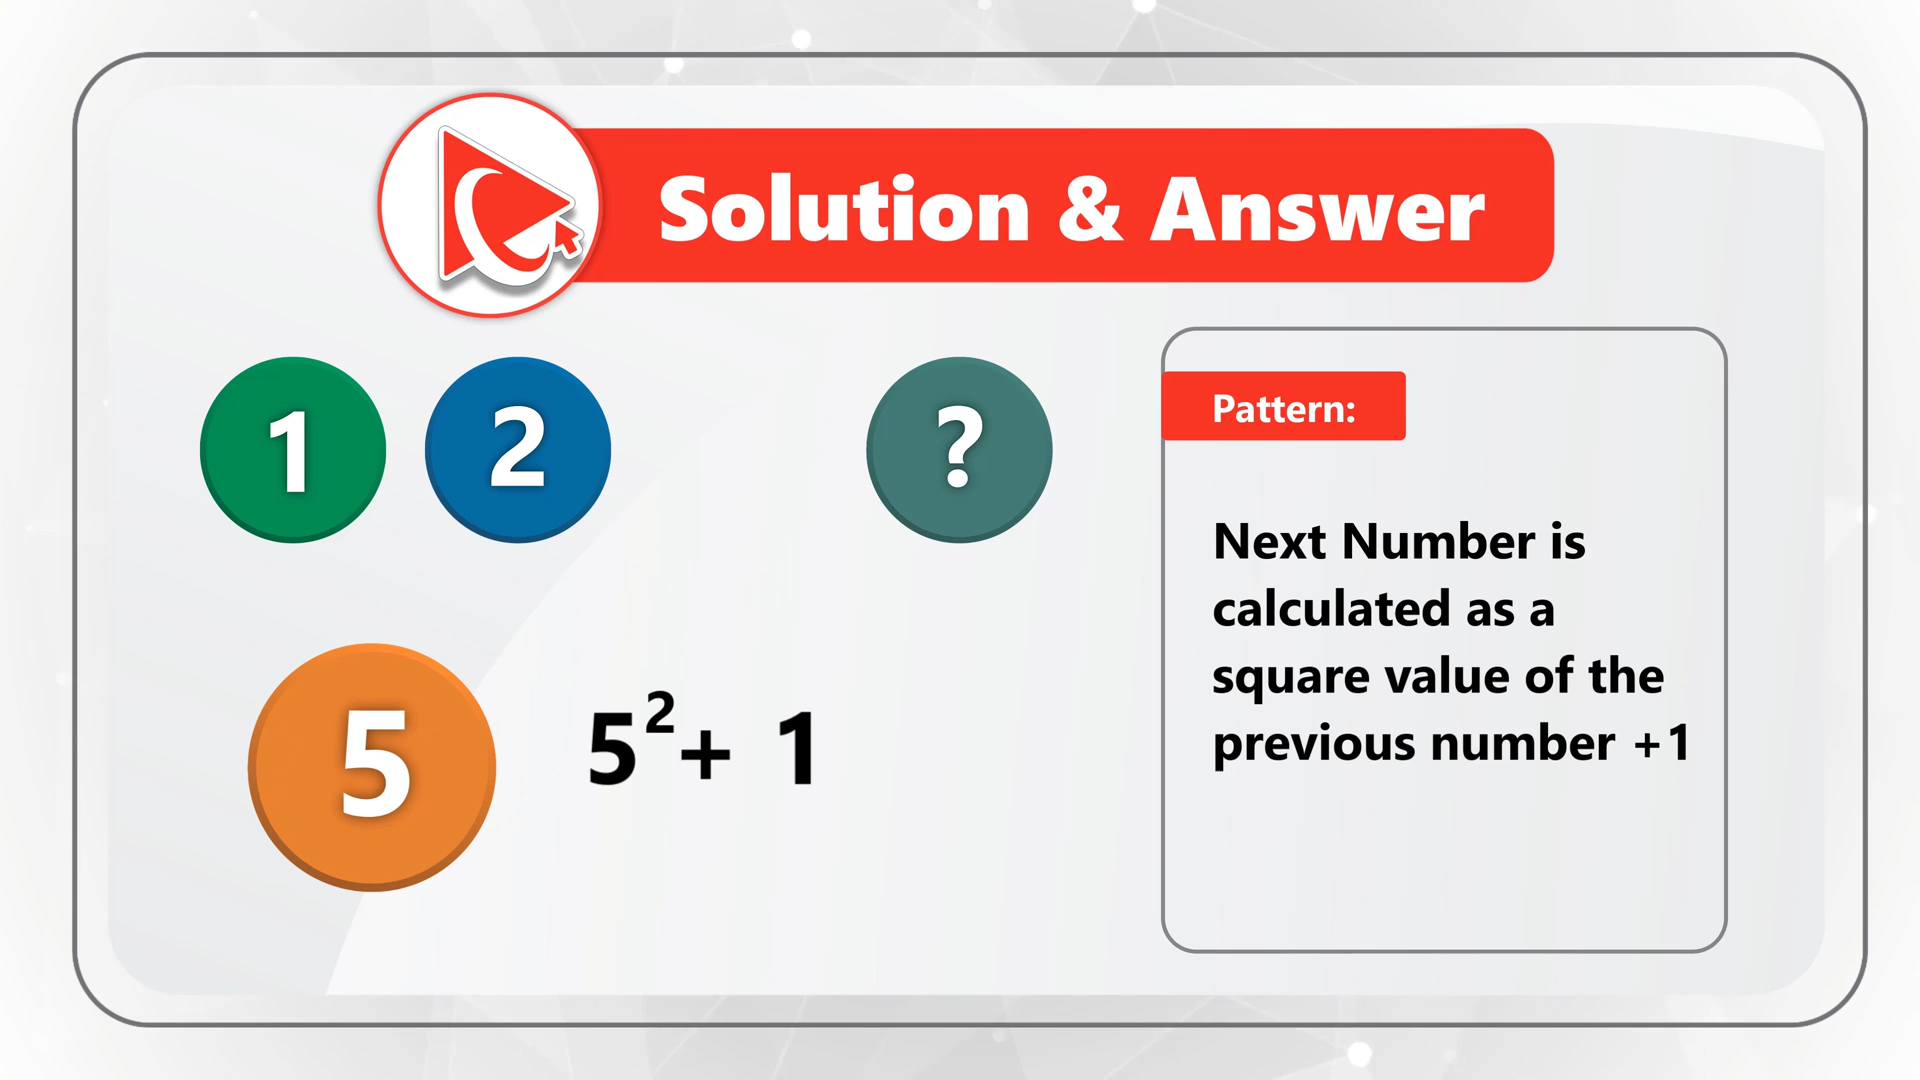 Solution & Answer
1 2 ?
Pattern:
Next Number is
calculated as a
square value of the
previous number +1
5 5²+ 1